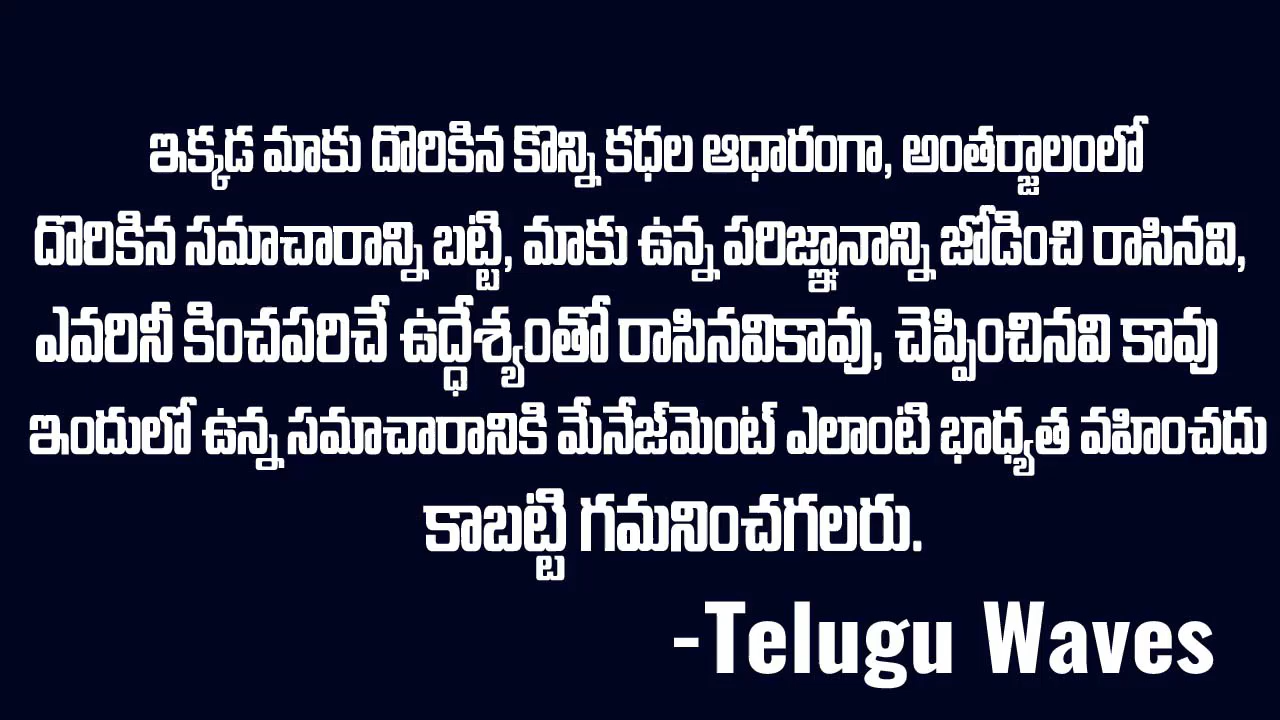 ఇక్కడ మాకు దొరికిన కొన్ని కధల ఆధారంగా, అంతర్జాలంలో
దొరికిన సమాచారాన్ని బట్టి, మాకు ఉన్న పరిజ్ఞానాన్ని జోడించి రాసినవి,
ఎవరినీ కించపరిచే ఉద్ధేశ్యంతో రాసినవికావు, చెప్పించినవి కావు
ఇందులో ఉన్న సమాచారానికి మేనేజ్‌మెంట్ ఎలాంటి భాధ్యత వహించదు
కాబట్టి గమనించగలరు.
-Telugu Waves